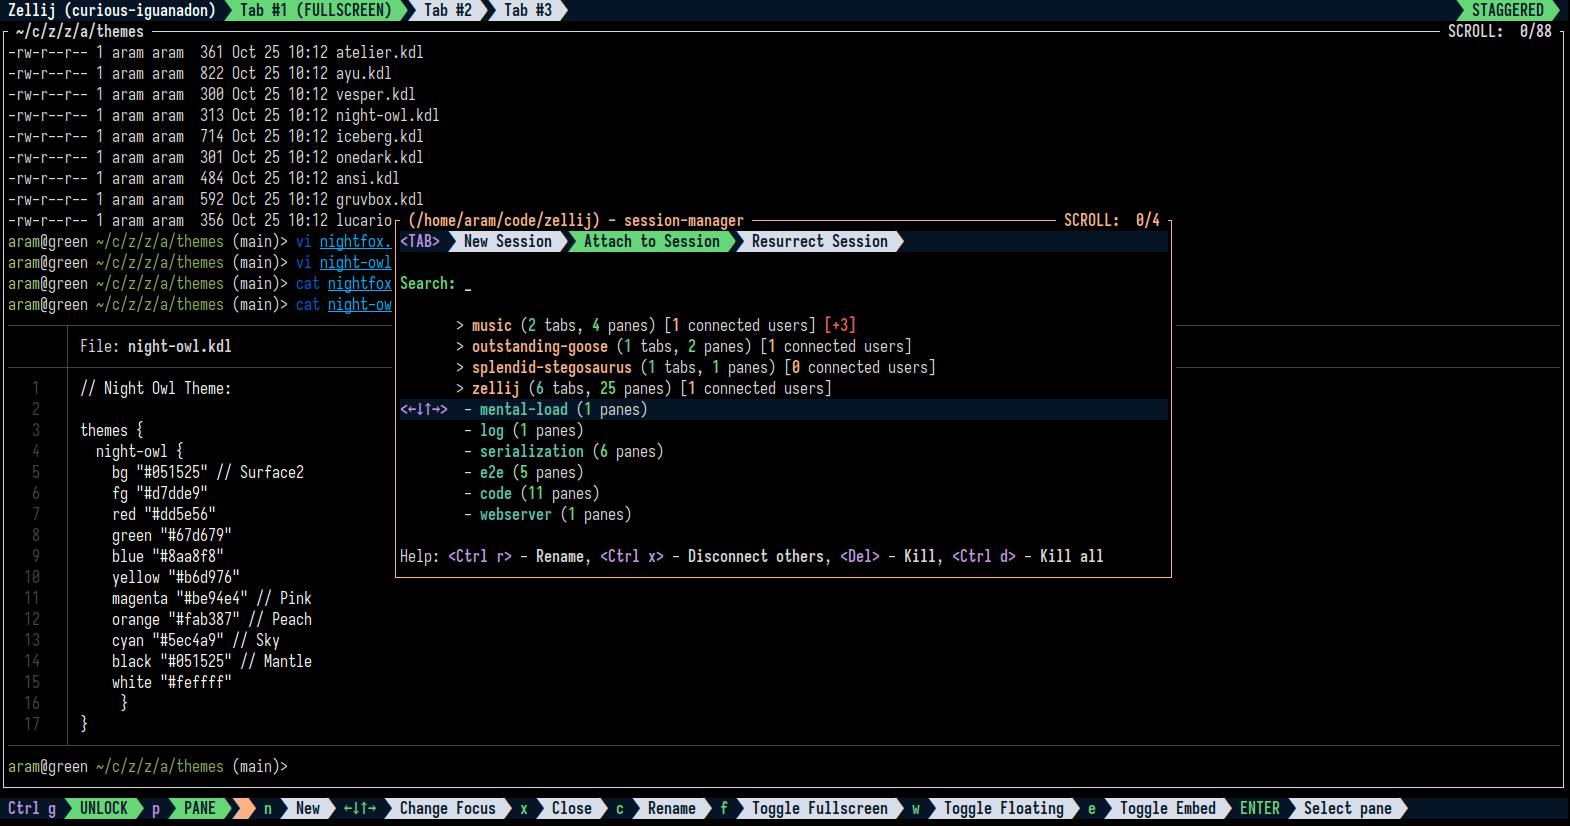 Zellij (curious-iguanadon) Tab #1 (FULLSCREEN) Tab #2 Tab #3 STAGGERED
~/c/z/z/a/themes SCROLL: 0/88
-rw-r--r-- 1 aram aram 361 Oct 25 10:12 atelier.kdl
-rw-r--r-- 1 aram aram 822 Oct 25 10:12 ayu.kdl
-rw-r--r-- 1 aram aram 300 Oct 25 10:12 vesper.kdl
-rw-r--r-- 1 aram aram 313 Oct 25 10:12 night-owl.kdl
-rw-r--r-- 1 aram aram 714 Oct 25 10:12 iceberg.kdl
-rw-r--r-- 1 aram aram 301 Oct 25 10:12 onedark.kdl
-rw-r--r-- 1 aram aram 484 Oct 25 10:12 ansi.kdl
-rw-r--r-- 1 aram aram 592 Oct 25 10:12 gruvbox.kdl
-rw-r--r-- 1 aram aram 356 Oct 25 10:12 lucario
aram@green ~/c/z/z/a/themes (main)> vi nightfox.
aram@green ~/c/z/z/a/themes (main)> vi night-owl
aram@green ~/c/z/z/a/themes (main)> cat nightfox
aram@green ~/c/z/z/a/themes (main)> cat night-ow
(/home/aram/code/zellij) - session-manager SCROLL: 0/4
<TAB> New Session Attach to Session Resurrect Session
Search: _
> music (2 tabs, 4 panes) [1 connected users] [+3]
> outstanding-goose (1 tabs, 2 panes) [1 connected users]
> splendid-stegosaurus (1 tabs, 1 panes) [0 connected users]
> zellij (6 tabs, 25 panes) [1 connected users]
<←↓↑→> - mental-load (1 panes)
- log (1 panes)
- serialization (6 panes)
- e2e (5 panes)
- code (11 panes)
- webserver (1 panes)
Help: <Ctrl r> - Rename, <Ctrl x> - Disconnect others, <Del> - Kill, <Ctrl d> - Kill all
File: night-owl.kdl
1 // Night Owl Theme:
2
3 themes {
4 night-owl {
5 bg "#051525" // Surface2
6 fg "#d7dde9"
7 red "#dd5e56"
8 green "#67d679"
9 blue "#8aa8f8"
10 yellow "#b6d976"
11 magenta "#be94e4" // Pink
12 orange "#fab387" // Peach
13 cyan "#5ec4a9" // Sky
14 black "#051525" // Mantle
15 white "#feffff"
16 }
17 }
aram@green ~/c/z/z/a/themes (main)>
Ctrl g UNLOCK p PANE n New ←↓↑→ Change Focus x Close c Rename f Toggle Fullscreen w Toggle Floating e Toggle Embed ENTER Select pane